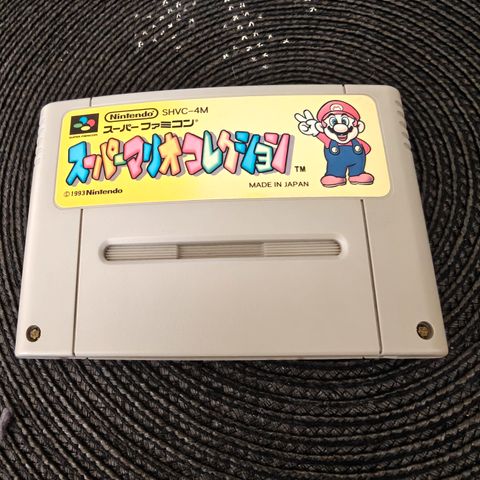 Nintendo SHVC-4M
スーパーファミコン
スーパーマリオコレクション TM
©1993 Nintendo
MADE IN JAPAN